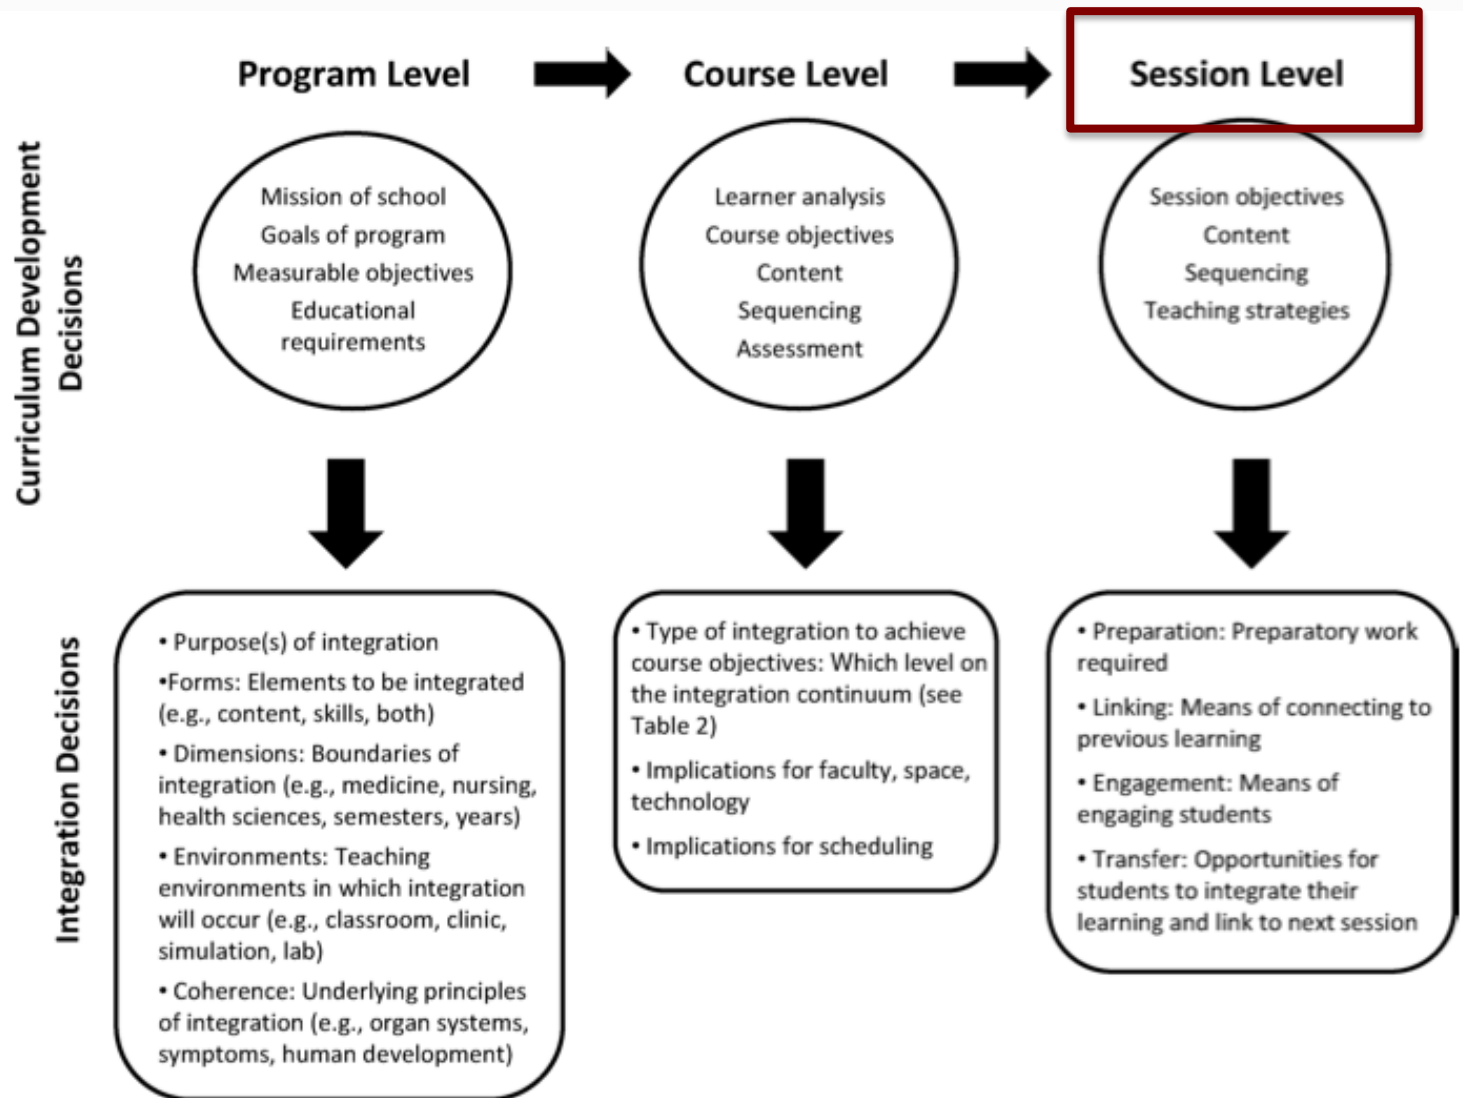 Program Level
Course Level
Session Level
Curriculum Development
Decisions
Mission of school
Goals of program
Measurable objectives
Educational
requirements
Learner analysis
Course objectives
Content
Sequencing
Assessment
Session objectives
Content
Sequencing
Teaching strategies
Integration Decisions
• Purpose(s) of integration
•Forms: Elements to be integrated
(e.g., content, skills, both)
• Dimensions: Boundaries of
integration (e.g., medicine, nursing,
health sciences, semesters, years)
• Environments: Teaching
environments in which integration
will occur (e.g., classroom, clinic,
simulation, lab)
• Coherence: Underlying principles
of integration (e.g., organ systems,
symptoms, human development)
• Type of integration to achieve
course objectives: Which level on
the integration continuum (see
Table 2)
• Implications for faculty, space,
technology
• Implications for scheduling
• Preparation: Preparatory work
required
• Linking: Means of connecting to
previous learning
• Engagement: Means of
engaging students
• Transfer: Opportunities for
students to integrate their
learning and link to next session